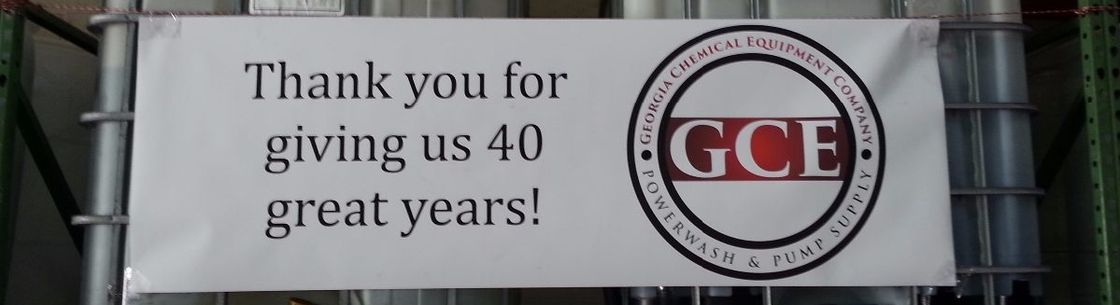 Thank you for
giving us 40
great years!
GEORGIA CHEMICAL EQUIPMENT COMPANY
GCE
POWERWASH & PUMP SUPPLY